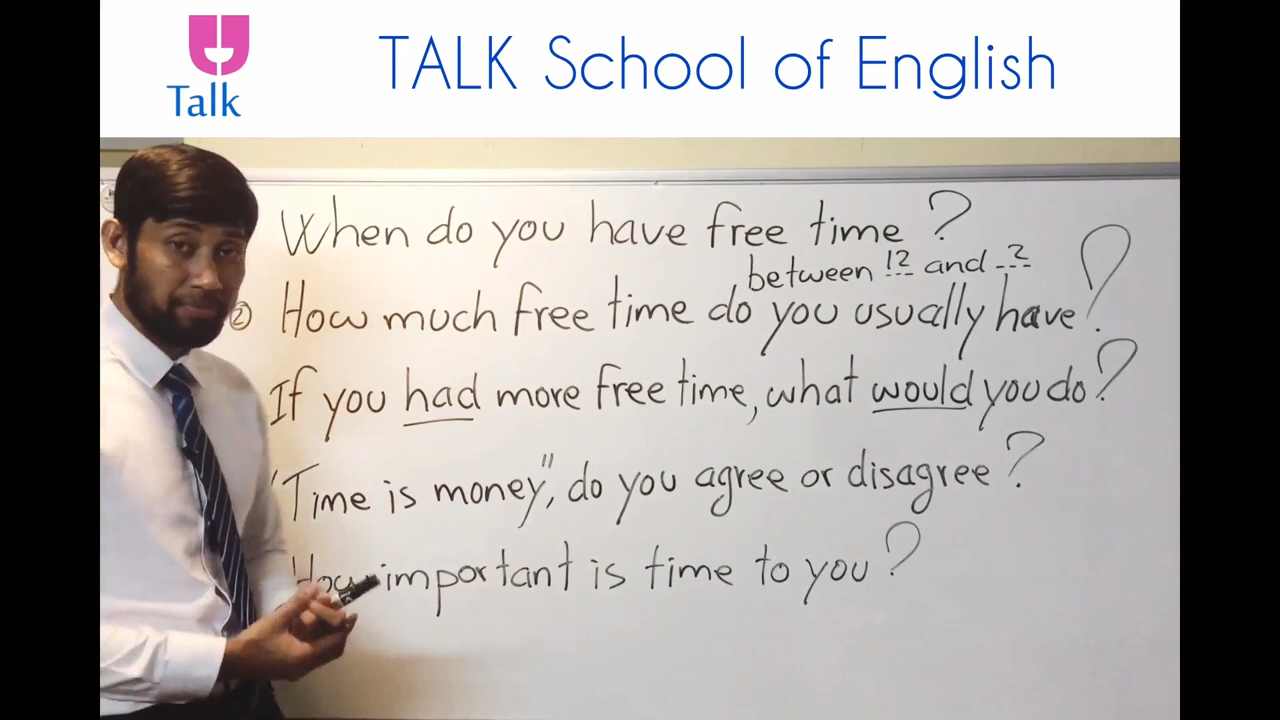 Talk
TALK School of English
When do you have free time?
between 12 and 2
② How much free time do you usually have?
If you had more free time, what would you do?
"Time is money", do you agree or disagree?
How important is time to you?